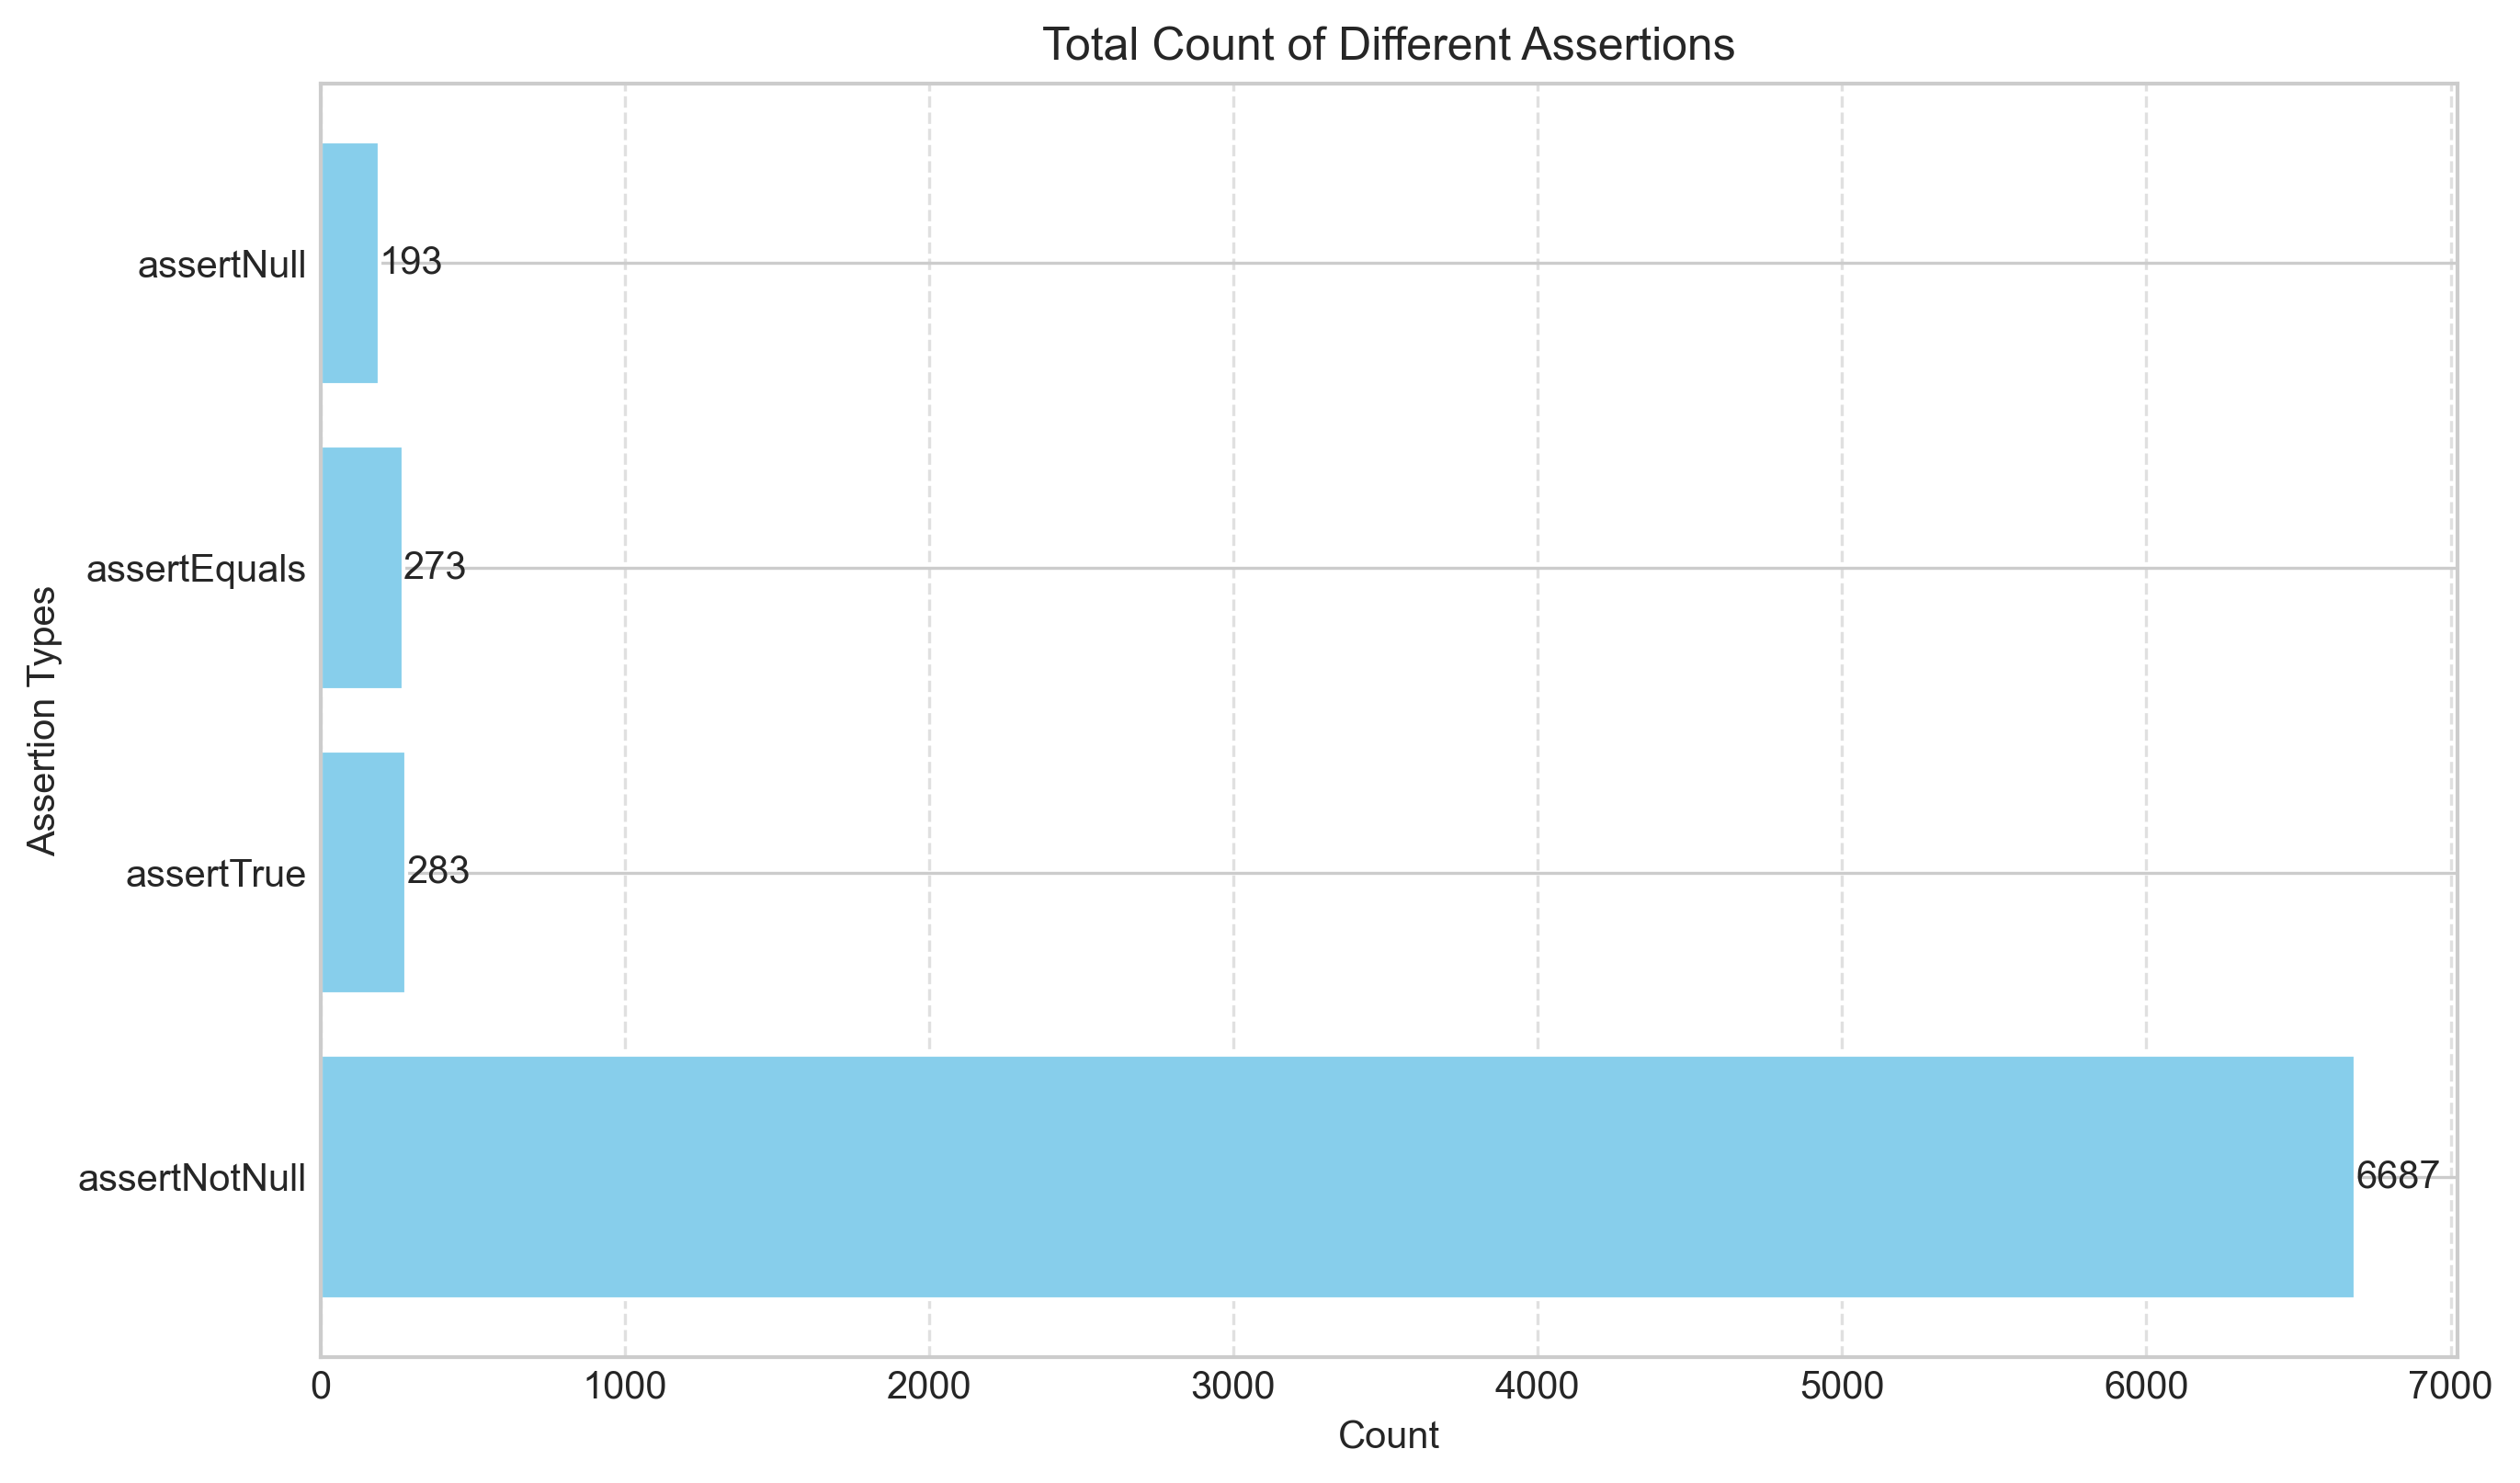 Total Count of Different Assertions
Assertion Types
assertNull
193
assertEquals
273
assertTrue
283
assertNotNull
6687
0 1000 2000 3000 4000 5000 6000 7000
Count